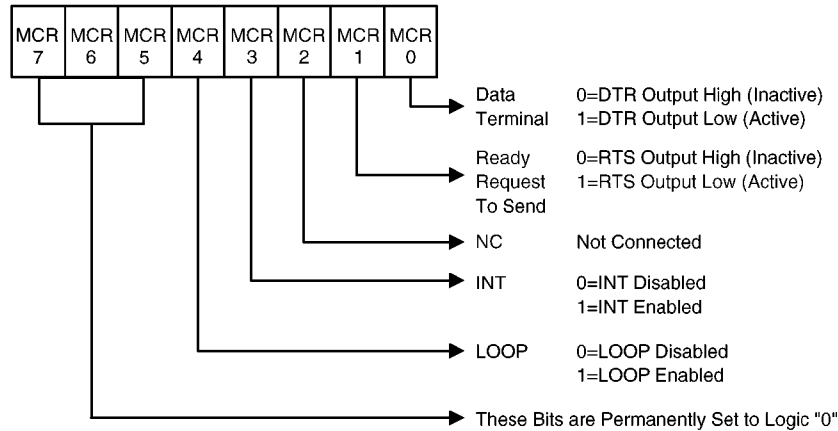 MCR MCR MCR MCR MCR MCR MCR MCR
7 6 5 4 3 2 1 0
Data 0=DTR Output High (Inactive)
Terminal 1=DTR Output Low (Active)
Ready 0=RTS Output High (Inactive)
Request 1=RTS Output Low (Active)
To Send
NC Not Connected
INT 0=INT Disabled
1=INT Enabled
LOOP 0=LOOP Disabled
1=LOOP Enabled
These Bits are Permanently Set to Logic "0"